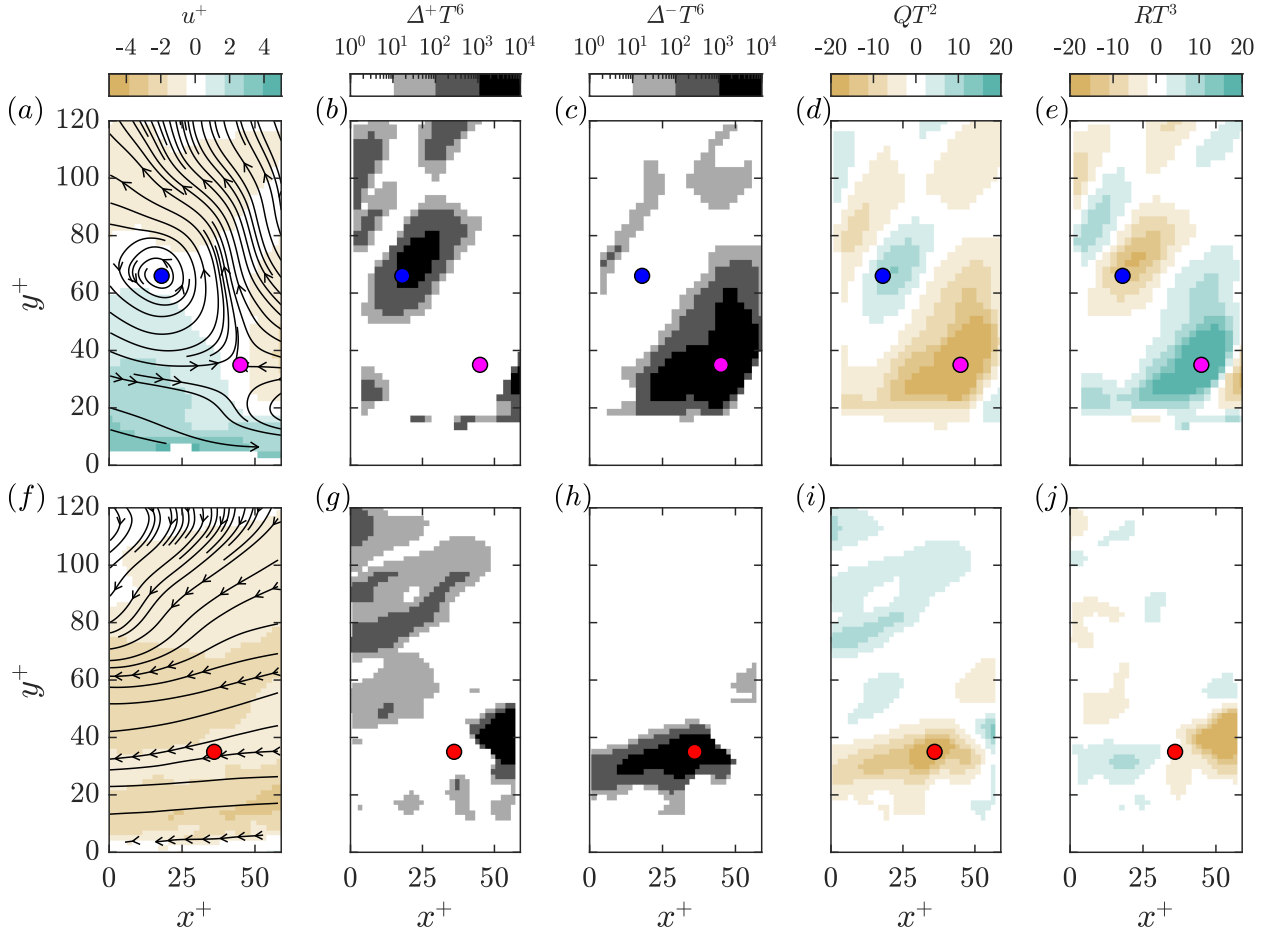 u⁺ Δ⁺T⁶ Δ⁻T⁶ QT² RT³
-4 -2 0 2 4 10⁰ 10¹ 10² 10³ 10⁴ 10⁰ 10¹ 10² 10³ 10⁴ -20 -10 0 10 20 -20 -10 0 10 20
(a) (b) (c) (d) (e)
120
100
80
y⁺
60
40
20
0
(f) (g) (h) (i) (j)
120
100
80
y⁺
60
40
20
0
0 25 50 0 25 50 0 25 50 0 25 50 0 25 50
x⁺ x⁺ x⁺ x⁺ x⁺